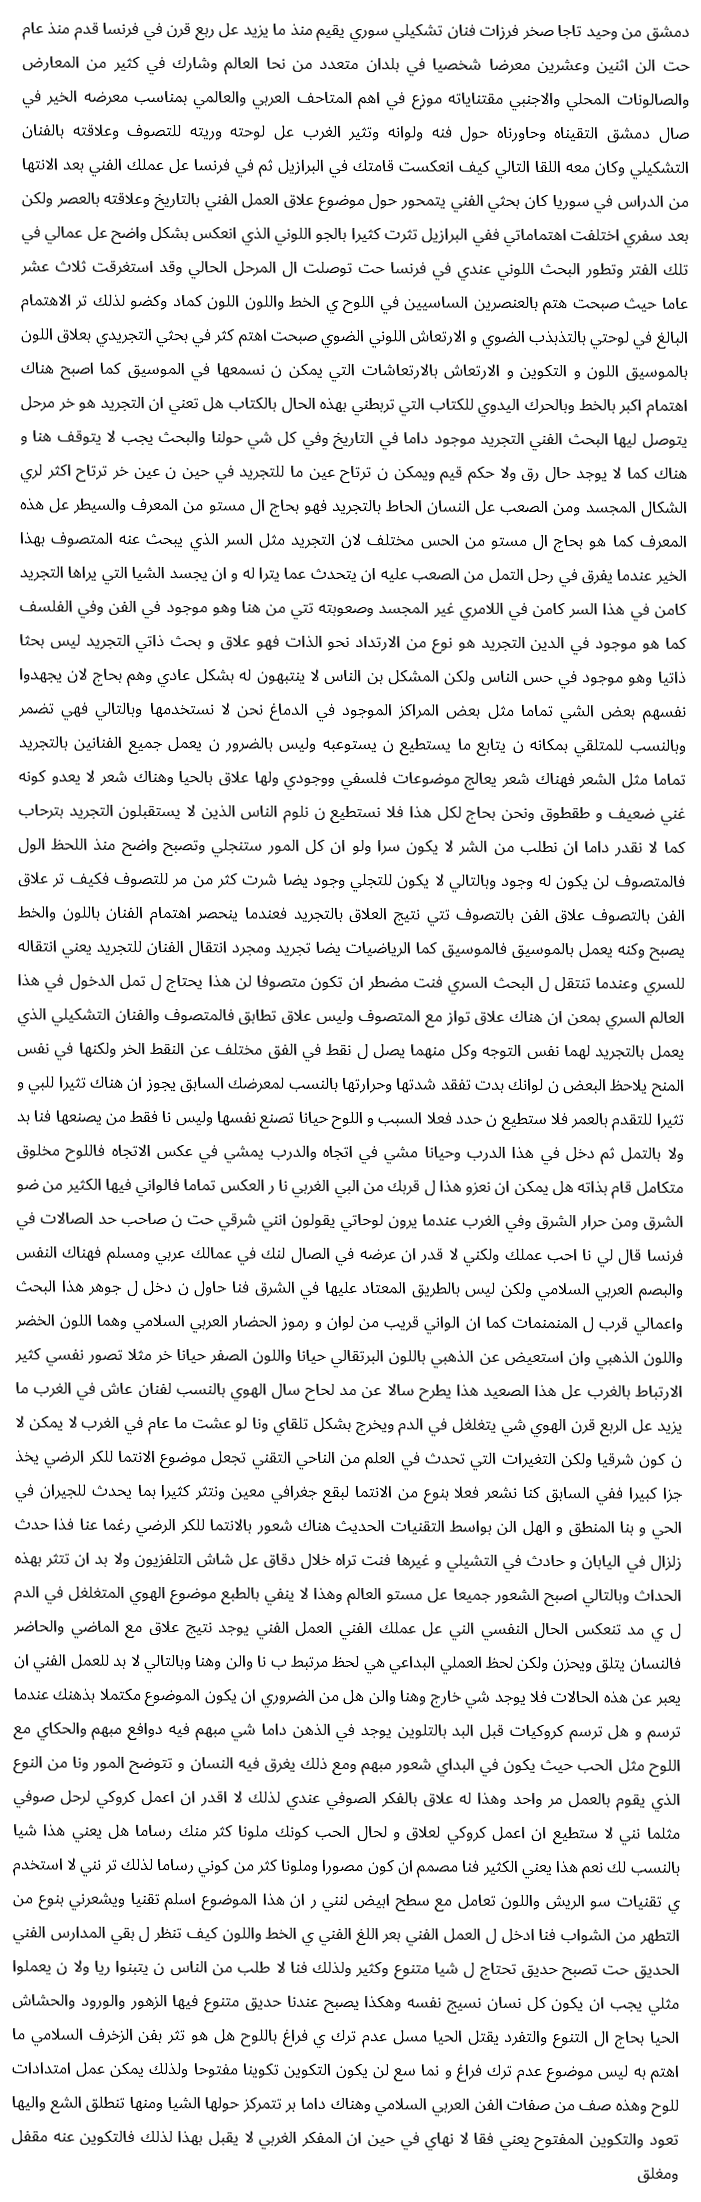 دمشق من وحيد تاجا صخر فرزات فنان تشكيلي سوري يقيم منذ ما يزيد عل ربع قرن في فرنسا قدم منذ عام
حت الن اثنين وعشرين معرضا شخصيا في بلدان متعدد من نحا العالم وشارك في كثير من المعارض
والصالونات المحلي والاجنبي مقتناياته موزع في اهم المتاحف العربي والعالمي بمناسب معرضه الخير في
صال دمشق التقيناه وحاورناه حول فنه ولوانه وتثير الغرب عل لوحته وريته للتصوف وعلاقته بالفنان
التشكيلي وكان معه اللقا التالي كيف انعكست قامتك في البرازيل ثم في فرنسا عل عملك الفني بعد الانتها
من الدراس في سوريا كان بحثي الفني يتمحور حول موضوع علاق العمل الفني بالتاريخ وعلاقته بالعصر ولكن
بعد سفري اختلفت اهتماماتي ففي البرازيل تثرت كثيرا بالجو اللوني الذي انعكس بشكل واضح عل عمالي في
تلك الفتر وتطور البحث اللوني عندي في فرنسا حت توصلت ال المرحل الحالي وقد استغرقت ثلاث عشر
عاما حيث صبحت هتم بالعنصرين الساسيين في اللوح ي الخط واللون اللون كماد وكضو لذلك تر الاهتمام
البالغ في لوحتي بالتذبذب الضوي و الارتعاش اللوني الضوي صبحت اهتم كثر في بحثي التجريدي بعلاق اللون
بالموسيق اللون و التكوين و الارتعاش بالارتعاشات التي يمكن ن نسمعها في الموسيق كما اصبح هناك
اهتمام اكبر بالخط وبالحرك اليدوي للكتاب التي تربطني بهذه الحال بالكتاب هل تعني ان التجريد هو خر مرحل
يتوصل ليها البحث الفني التجريد موجود داما في التاريخ وفي كل شي حولنا والبحث يجب لا يتوقف هنا و
هناك كما لا يوجد حال رق ولا حكم قيم ويمكن ن ترتاح عين ما للتجريد في حين ن عين خر ترتاح اكثر لري
الشكال المجسد ومن الصعب عل النسان الحاط بالتجريد فهو بحاج ال مستو من المعرف والسيطر عل هذه
المعرف كما هو بحاج ال مستو من الحس مختلف لان التجريد مثل السر الذي يبحث عنه المتصوف بهذا
الخير عندما يفرق في رحل التمل من الصعب عليه ان يتحدث عما يترا له و ان يجسد الشيا التي يراها التجريد
كامن في هذا السر كامن في اللامري غير المجسد وصعوبته تتي من هنا وهو موجود في الفن وفي الفلسف
كما هو موجود في الدين التجريد هو نوع من الارتداد نحو الذات فهو علاق و بحث ذاتي التجريد ليس بحثا
ذاتيا وهو موجود في حس الناس ولكن المشكل بن الناس لا ينتبهون له بشكل عادي وهم بحاج لان يجهدوا
نفسهم بعض الشي تماما مثل بعض المراكز الموجود في الدماغ نحن لا نستخدمها وبالتالي فهي تضمر
وبالنسب للمتلقي بمكانه ن يتابع ما يستطيع ن يستوعبه وليس بالضرور ن يعمل جميع الفنانين بالتجريد
تماما مثل الشعر فهناك شعر يعالج موضوعات فلسفي ووجودي ولها علاق بالحيا وهناك شعر لا يعدو كونه
غني ضعيف و طقطوق ونحن بحاج لكل هذا فلا نستطيع ن نلوم الناس الذين لا يستقبلون التجريد بترحاب
كما لا نقدر داما ان نطلب من الشر لا يكون سرا ولو ان كل المور ستنجلي وتصبح واضح منذ اللحظ الول
فالمتصوف لن يكون له وجود وبالتالي لا يكون للتجلي وجود يضا شرت كثر من مر للتصوف فكيف تر علاق
الفن بالتصوف علاق الفن بالتصوف تتي نتيج العلاق بالتجريد فعندما ينحصر اهتمام الفنان باللون والخط
يصبح وكنه يعمل بالموسيق فالموسيق كما الرياضيات يضا تجريد ومجرد انتقال الفنان للتجريد يعني انتقاله
للسري وعندما تنتقل ل البحث السري فنت مضطر ان تكون متصوفا لن هذا يحتاج ل تمل الدخول في هذا
العالم السري بمعن ان هناك علاق تواز مع المتصوف وليس علاق تطابق فالمتصوف والفنان التشكيلي الذي
يعمل بالتجريد لهما نفس التوجه وكل منهما يصل ل نقط في الفق مختلف عن النقط الخر ولكنها في نفس
المنح يلاحظ البعض ن لوانك بدت تفقد شدتها وحرارتها بالنسب لمعرضك السابق يجوز ان هناك تثيرا للبي و
تثيرا للتقدم بالعمر فلا ستطيع ن حدد فعلا السبب و اللوح حيانا تصنع نفسها وليس نا فقط من يصنعها فنا بد
ولا بالتمل ثم دخل في هذا الدرب وحيانا مشي في اتجاه والدرب يمشي في عكس الاتجاه فاللوح مخلوق
متكامل قام بذاته هل يمكن ان نعزو هذا ل قربك من البي الغربي نا ر العكس تماما فالواني فيها الكثير من ضو
الشرق ومن حرار الشرق وفي الغرب عندما يرون لوحاتي يقولون انني شرقي حت ن صاحب حد الصالات في
فرنسا قال لي نا احب عملك ولكني لا قدر ان عرضه في الصال لنك في عمالك عربي ومسلم فهناك النفس
والبصم العربي السلامي ولكن ليس بالطريق المعتاد عليها في الشرق فنا حاول ن دخل ل جوهر هذا البحث
واعمالي قرب ل المنمنمات كما ان الواني قريب من لوان و رموز الحضار العربي السلامي وهما اللون الخضر
واللون الذهبي وان استعيض عن الذهبي باللون البرتقالي حيانا واللون الصفر حيانا خر مثلا تصور نفسي كثير
الارتباط بالغرب عل هذا الصعيد هذا يطرح سالا عن مد لحاح سال الهوي بالنسب لفنان عاش في الغرب ما
يزيد عل الربع قرن الهوي شي يتغلغل في الدم ويخرج بشكل تلقاي ونا لو عشت ما عام في الغرب لا يمكن لا
ن كون شرقيا ولكن التغيرات التي تحدث في العلم من الناحي التقني تجعل موضوع الانتما للكر الرضي يخذ
جزا كبيرا ففي السابق كنا نشعر فعلا بنوع من الانتما لبقع جغرافي معين ونتثر كثيرا بما يحدث للجيران في
الحي و بنا المنطق و الهل الن بواسط التقنيات الحديث هناك شعور بالانتما للكر الرضي رغما عنا فذا حدث
زلزال في اليابان و حادث في التشيلي و غيرها فنت تراه خلال دقاق عل شاش التلفزيون ولا بد ان تتثر بهذه
الحداث وبالتالي اصبح الشعور جميعا عل مستو العالم وهذا لا ينفي بالطبع موضوع الهوي المتغلغل في الدم
ل ي مد تنعكس الحال النفسي الني عل عملك الفني العمل الفني يوجد نتيج علاق مع الماضي والحاضر
فالنسان يتلق ويحزن ولكن لحظ العملي البداعي هي لحظ مرتبط ب نا والن وهنا وبالتالي لا بد للعمل الفني ان
يعبر عن هذه الحالات فلا يوجد شي خارج وهنا والن هل من الضروري ان يكون الموضوع مكتملا بذهنك عندما
ترسم و هل ترسم كروكيات قبل البد بالتلوين يوجد في الذهن داما شي مبهم فيه دوافع مبهم والحكاي مع
اللوح مثل الحب حيث يكون في البداي شعور مبهم ومع ذلك يغرق فيه النسان و تتوضح المور ونا من النوع
الذي يقوم بالعمل مر واحد وهذا له علاق بالفكر الصوفي عندي لذلك لا اقدر ان اعمل كروكي لرحل صوفي
مثلما نني لا ستطيع ان اعمل كروكي لعلاق و لحال الحب كونك ملونا كثر منك رساما هل يعني هذا شيا
بالنسب لك نعم هذا يعني الكثير فنا مصمم ان كون مصورا وملونا كثر من كوني رساما لذلك تر نني لا استخدم
ي تقنيات سو الريش واللون تعامل مع سطح ابيض لنني ر ان هذا الموضوع اسلم تقنيا ويشعرني بنوع من
التطهر من الشواب فنا ادخل ل العمل الفني بعر اللغ الفني ي الخط واللون كيف تنظر ل بقي المدارس الفني
الحديق حت تصبح حديق تحتاج ل شيا متنوع وكثير ولذلك فنا لا طلب من الناس ن يتبنوا ريا ولا ن يعملوا
مثلي يجب ان يكون كل نسان نسيج نفسه وهكذا يصبح عندنا حديق متنوع فيها الزهور والورود والحشاش
الحيا بحاج ال التنوع والتفرد يقتل الحيا مسل عدم ترك ي فراغ باللوح هل هو تثر بفن الزخرف السلامي ما
اهتم به ليس موضوع عدم ترك فراغ و نما سع لن يكون التكوين تكوينا مفتوحا ولذلك يمكن عمل امتدادات
للوح وهذه صف من صفات الفن العربي السلامي وهناك داما بر تتمركز حولها الشيا ومنها تنطلق الشع واليها
تعود والتكوين المفتوح يعني فقا لا نهاي في حين ان المفكر الغربي لا يقبل بهذا لذلك فالتكوين عنه مقفل
ومغلق